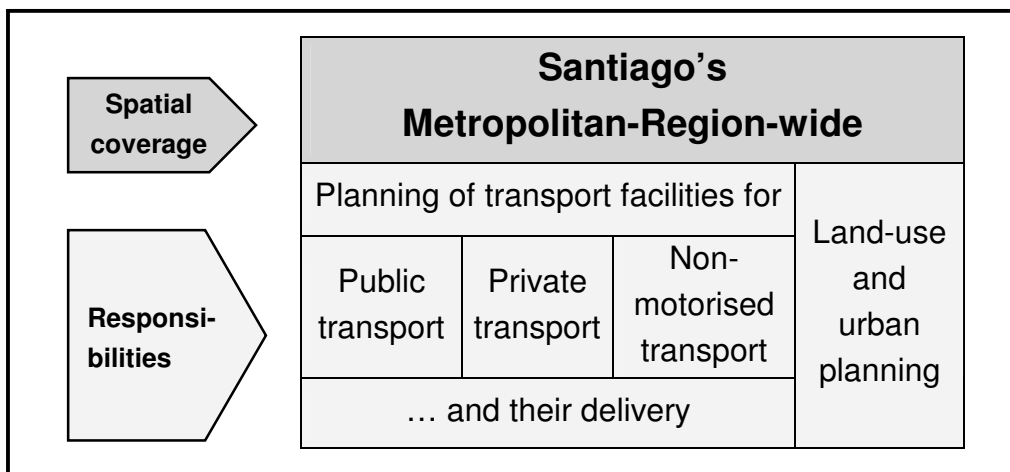 Spatial
coverage
Santiago’s
Metropolitan-Region-wide
Responsi-
bilities
Planning of transport facilities for
Public
transport
Private
transport
Non-
motorised
transport
… and their delivery
Land-use
and
urban
planning